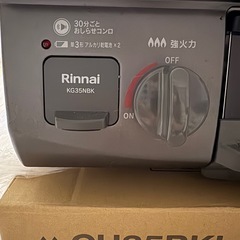 30分ごと
おしらせコンロ
単3形アルカリ乾電池×2
強火力
OFF
Rinnai
KG35NBK
ON